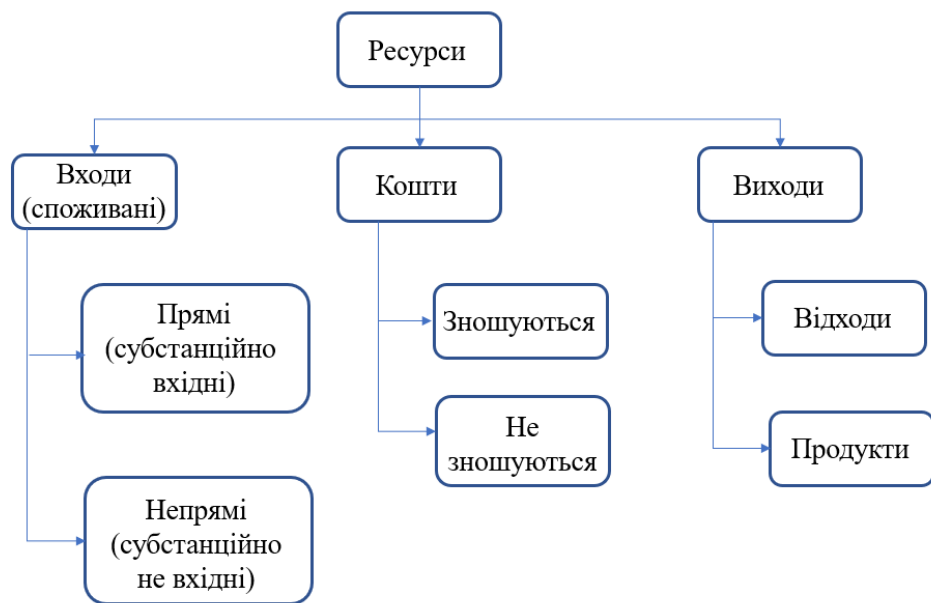 Ресурси
Входи
(споживані)
Кошти
Виходи
Прямі
(субстанційно
вхідні)
Зношуються
Відходи
Не
зношуються
Продукти
Непрямі
(субстанційно
не вхідні)